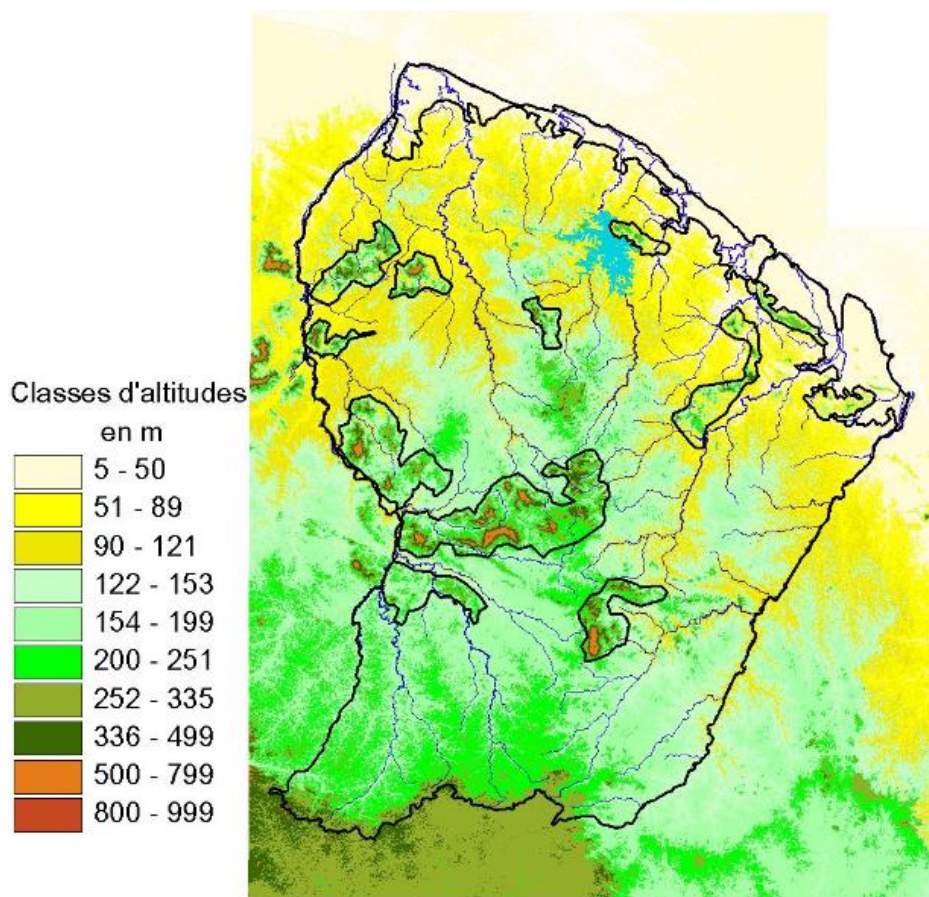 Classes d'altitudes
en m
5 - 50
51 - 89
90 - 121
122 - 153
154 - 199
200 - 251
252 - 335
336 - 499
500 - 799
800 - 999